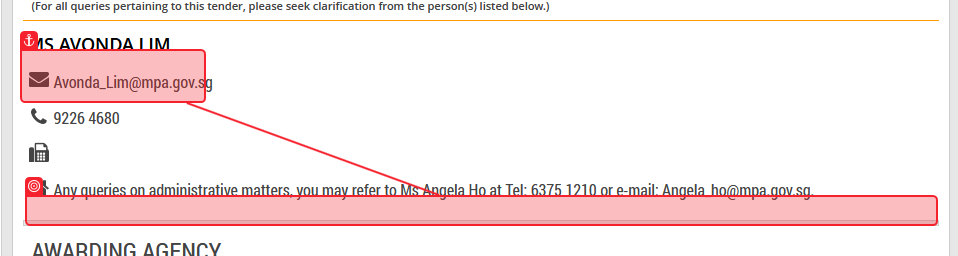 (For all queries pertaining to this tender, please seek clarification from the person(s) listed below.)
MS AVONDA LIM
Avonda_Lim@mpa.gov.sg
9226 4680
Any queries on administrative matters, you may refer to Ms Angela Ho at Tel: 6375 1210 or e-mail: Angela_ho@mpa.gov.sg.
AWARDING AGENCY